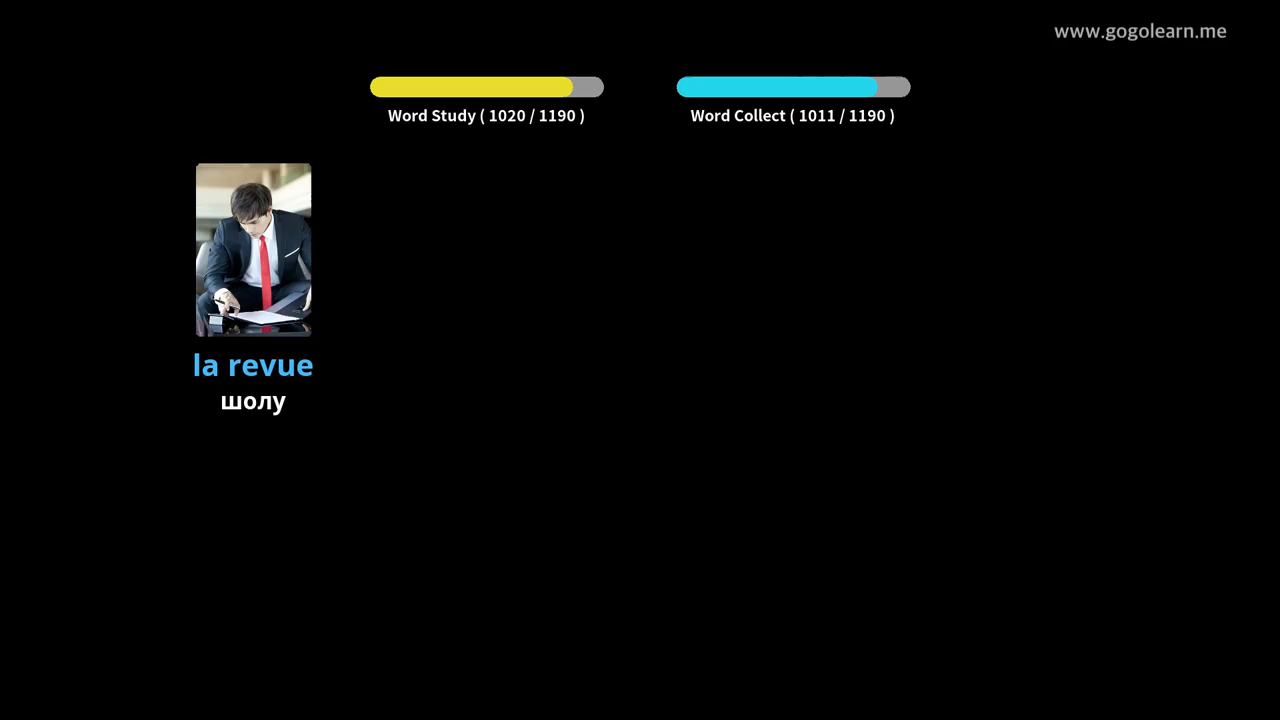 www.gogolearn.me
Word Study ( 1020 / 1190 )
Word Collect ( 1011 / 1190 )
la revue
шолу